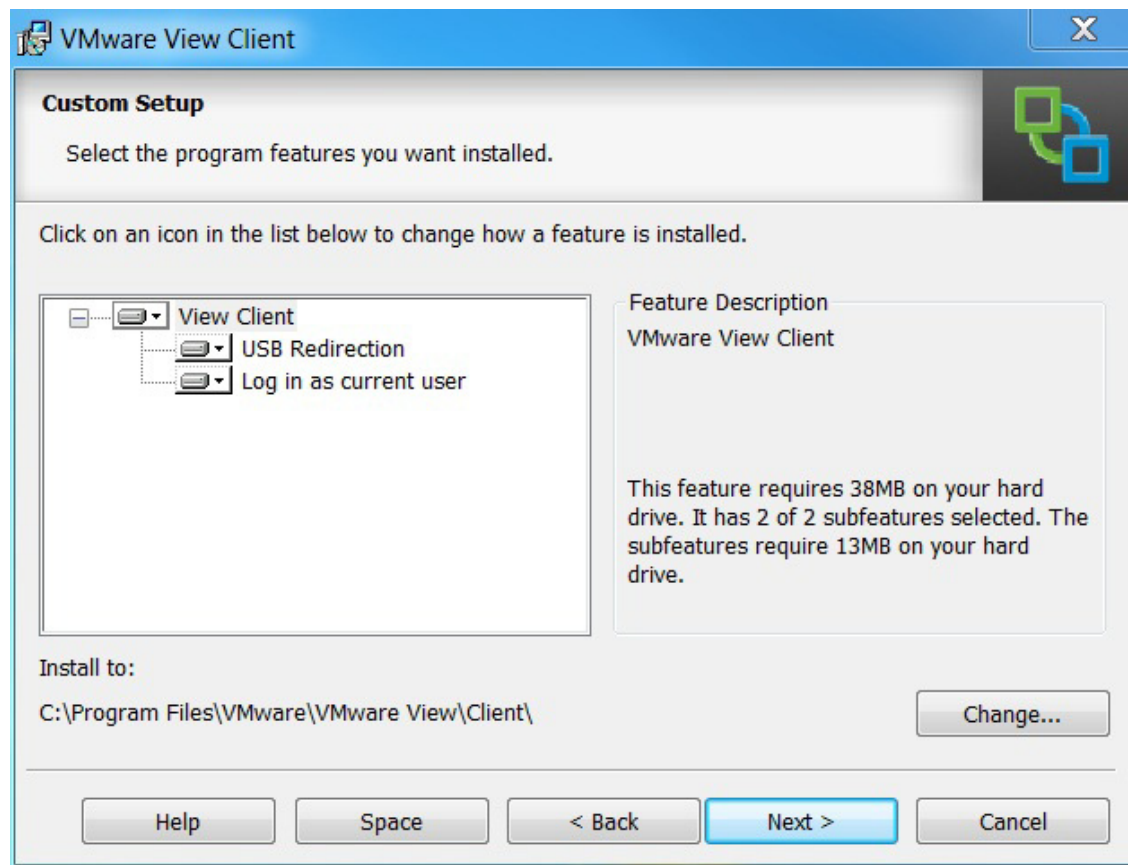 VMware View Client
X
Custom Setup
Select the program features you want installed.
Click on an icon in the list below to change how a feature is installed.
View Client
USB Redirection
Log in as current user
Feature Description
VMware View Client
This feature requires 38MB on your hard
drive. It has 2 of 2 subfeatures selected. The
subfeatures require 13MB on your hard
drive.
Install to:
C:\Program Files\VMware\VMware View\Client\
Change...
Help
Space
< Back
Next >
Cancel